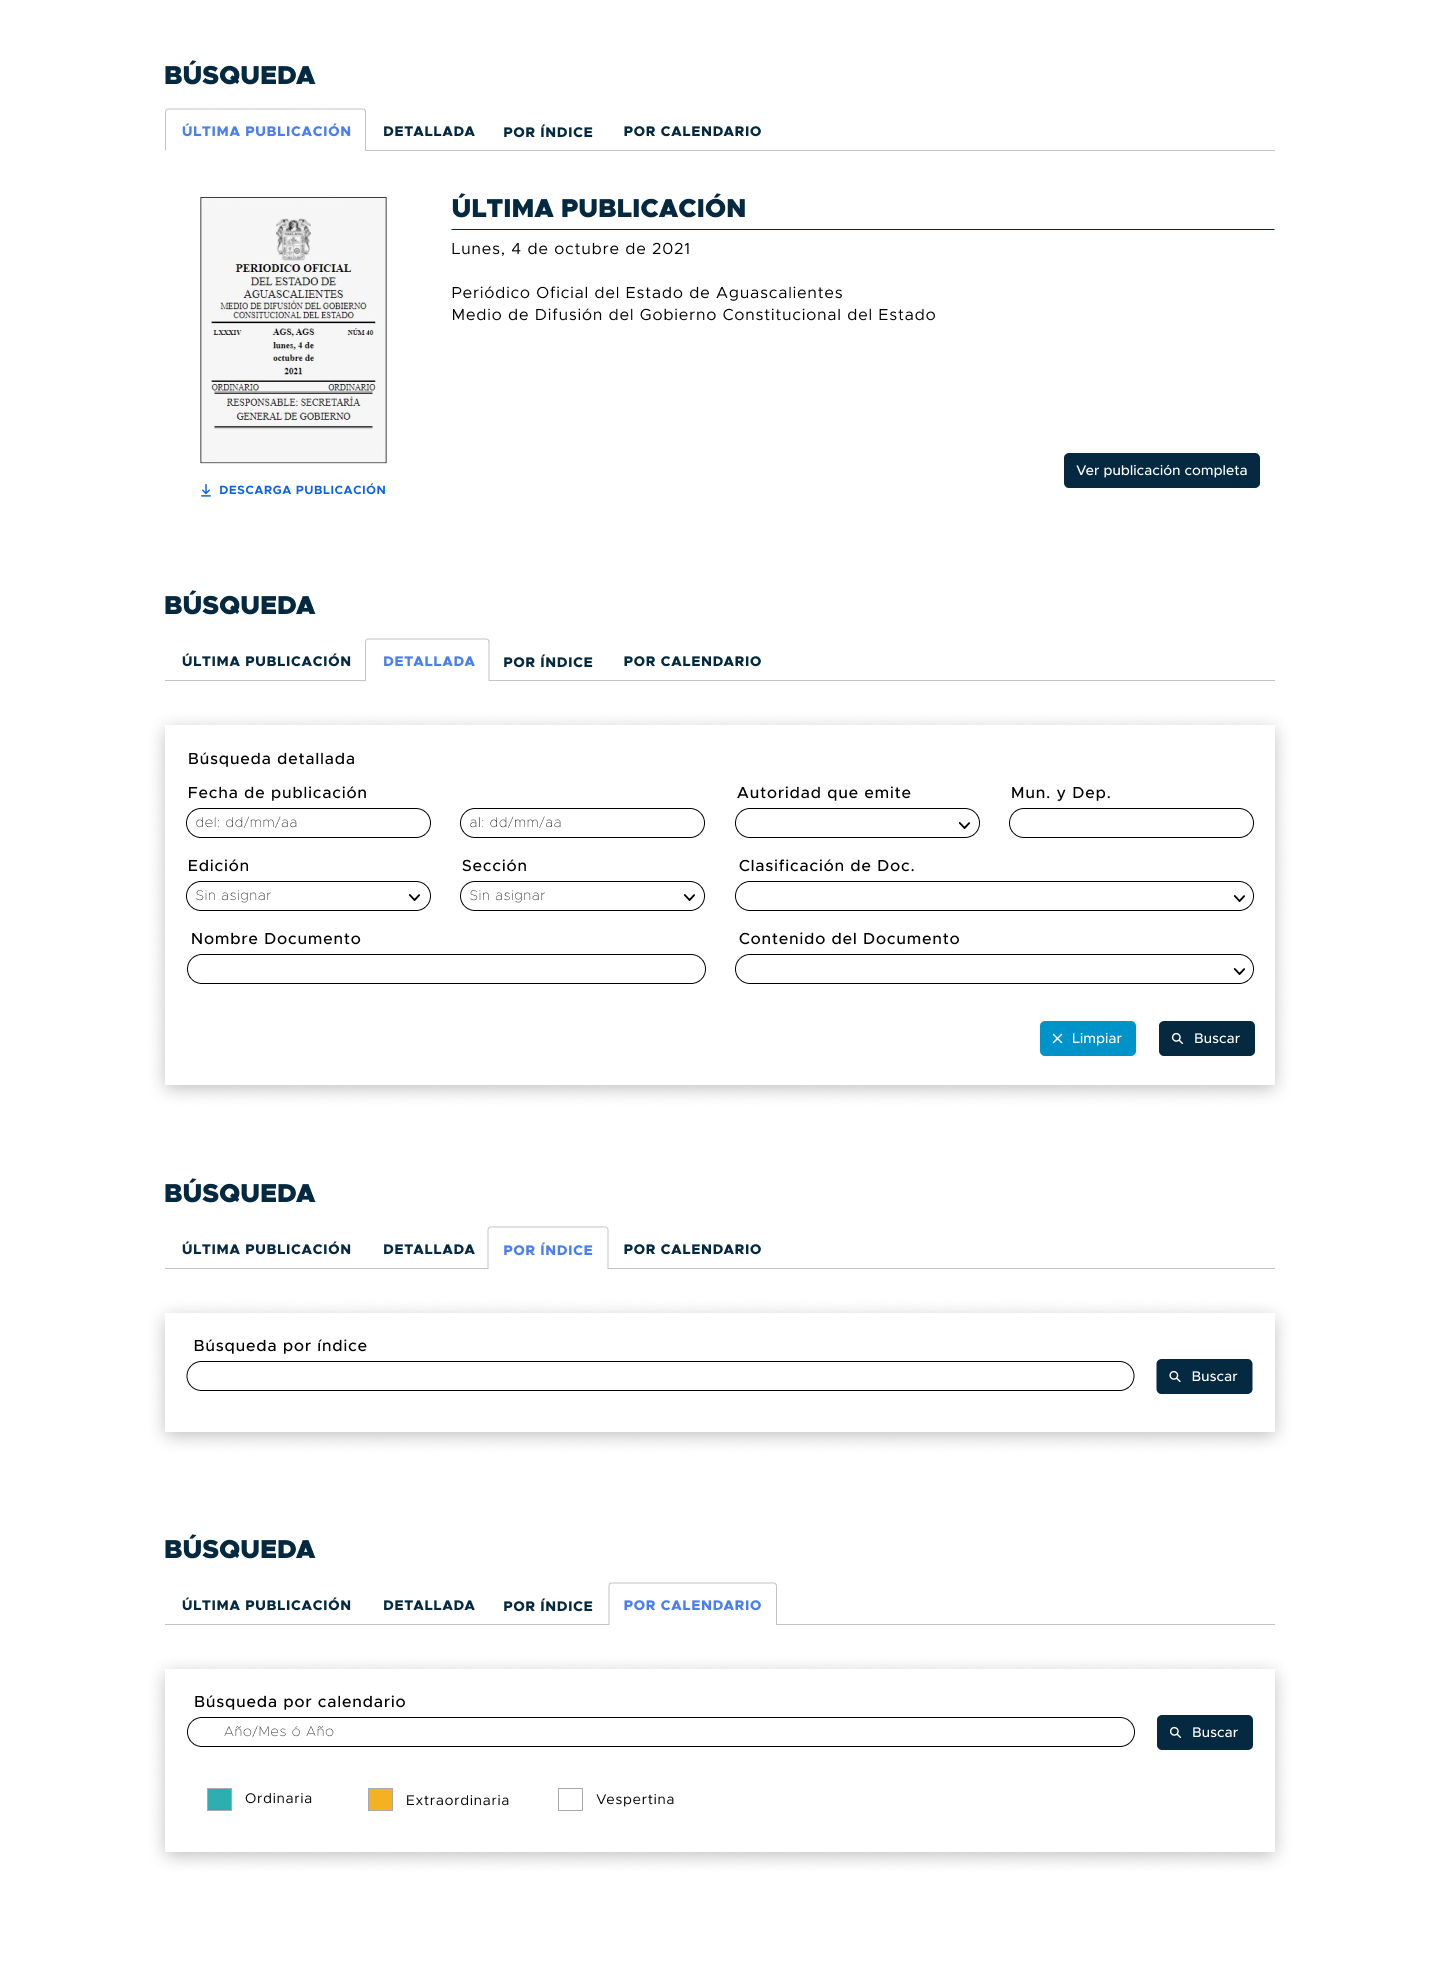 BÚSQUEDA
ÚLTIMA PUBLICACIÓN DETALLADA POR ÍNDICE POR CALENDARIO
PERIODICO OFICIAL
DEL ESTADO DE
AGUASCALIENTES
MEDIO DE DIFUSIÓN DEL GOBIERNO
CONSTITUCIONAL DEL ESTADO
LXXXIV AGS, AGS NÚM 40
lunes, 4 de
octubre de
2021
ORDINARIO ORDINARIO
RESPONSABLE: SECRETARÍA
GENERAL DE GOBIERNO
DESCARGA PUBLICACIÓN
ÚLTIMA PUBLICACIÓN
Lunes, 4 de octubre de 2021
Periódico Oficial del Estado de Aguascalientes
Medio de Difusión del Gobierno Constitucional del Estado
Ver publicación completa
BÚSQUEDA
ÚLTIMA PUBLICACIÓN DETALLADA POR ÍNDICE POR CALENDARIO
Búsqueda detallada
Fecha de publicación Autoridad que emite Mun. y Dep.
del: dd/mm/aa al: dd/mm/aa
Edición Sección Clasificación de Doc.
Sin asignar Sin asignar
Nombre Documento Contenido del Documento
Limpiar Buscar
BÚSQUEDA
ÚLTIMA PUBLICACIÓN DETALLADA POR ÍNDICE POR CALENDARIO
Búsqueda por índice
Buscar
BÚSQUEDA
ÚLTIMA PUBLICACIÓN DETALLADA POR ÍNDICE POR CALENDARIO
Búsqueda por calendario
Año/Mes ó Año Buscar
Ordinaria Extraordinaria Vespertina